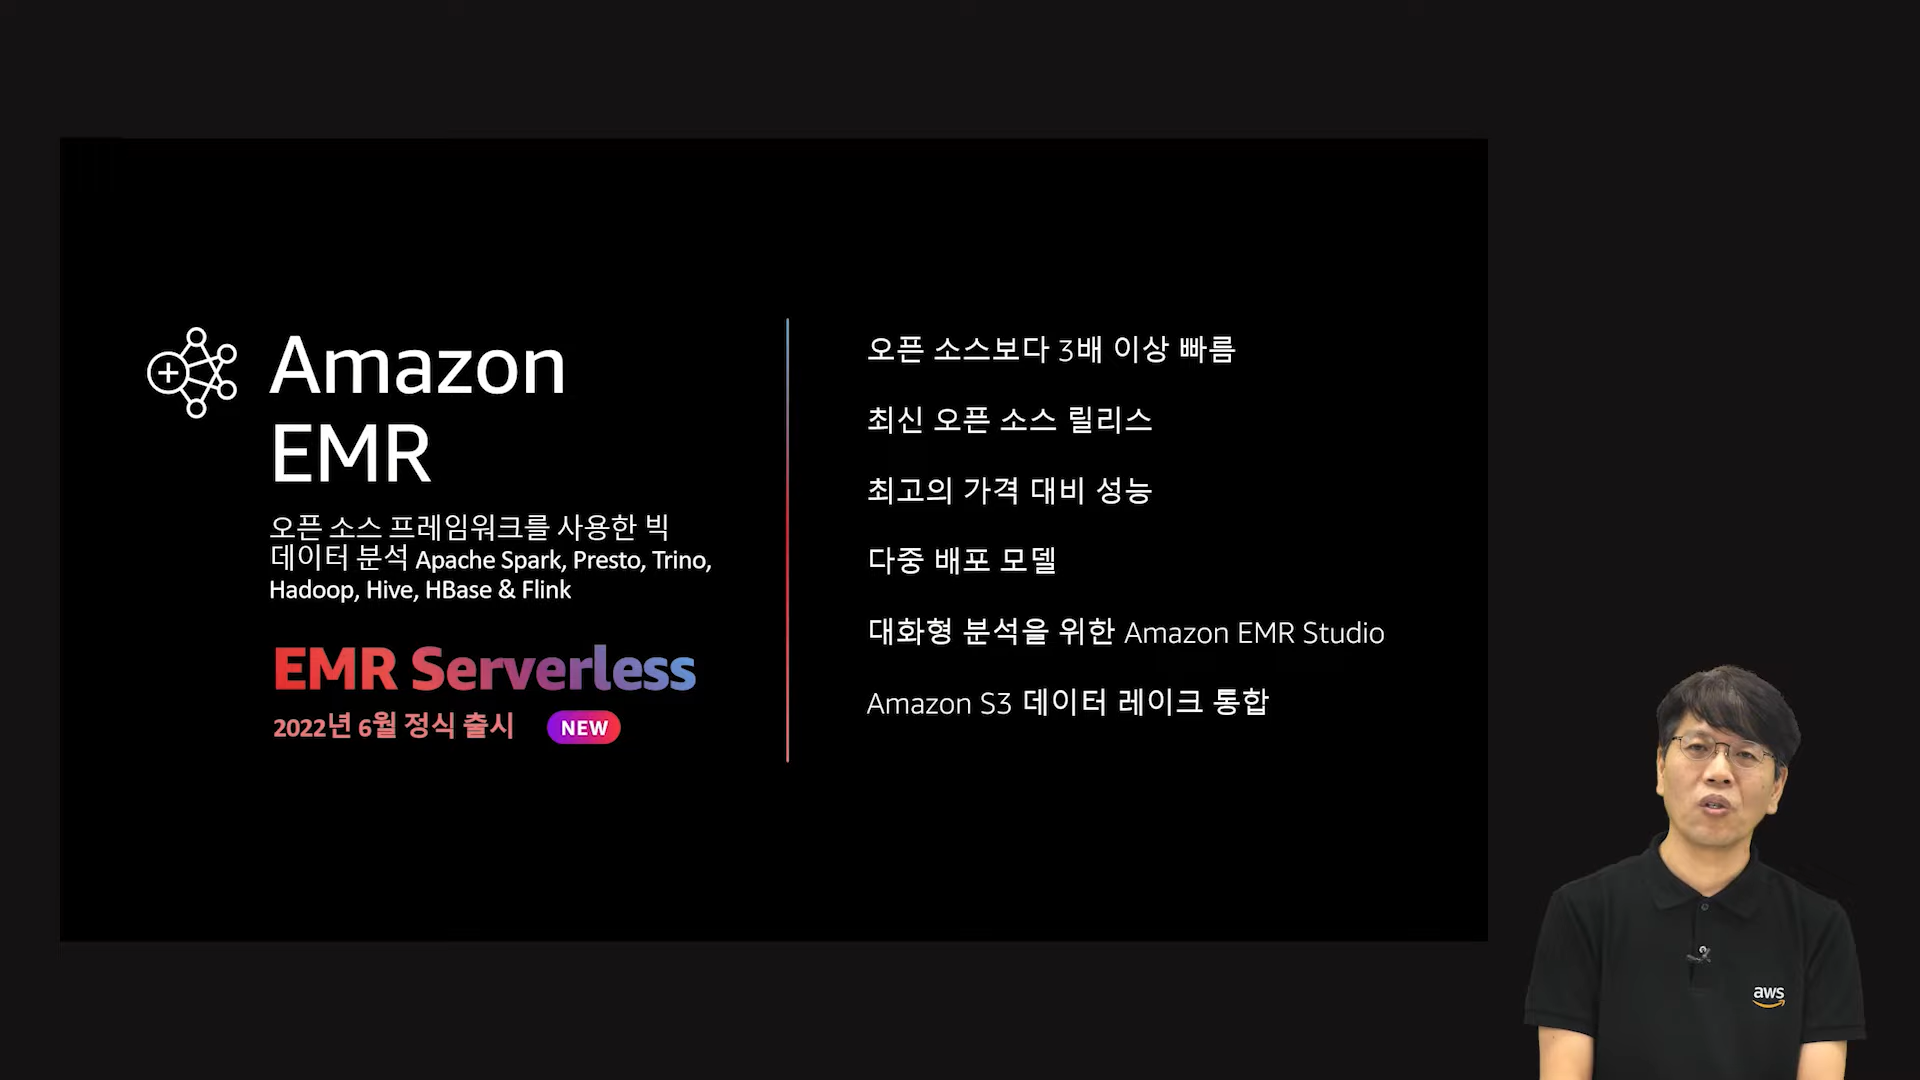 Amazon
EMR
오픈 소스 프레임워크를 사용한 빅
데이터 분석 Apache Spark, Presto, Trino,
Hadoop, Hive, HBase & Flink
EMR Serverless
2022년 6월 정식 출시 NEW
오픈 소스보다 3배 이상 빠름
최신 오픈 소스 릴리스
최고의 가격 대비 성능
다중 배포 모델
대화형 분석을 위한 Amazon EMR Studio
Amazon S3 데이터 레이크 통합
aws